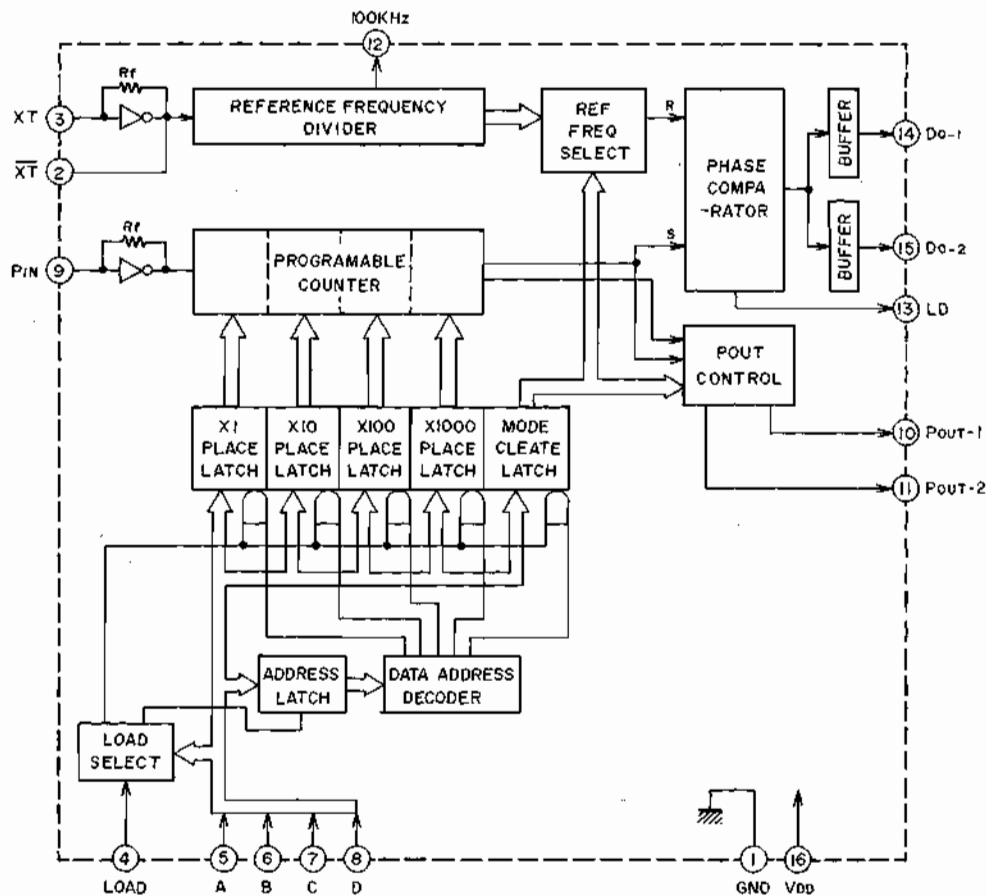 100KHz
12
Rf
XT
3
REFERENCE FREQUENCY
DIVIDER
REF
FREQ
SELECT
R
PHASE
COMPA
-RATOR
BUFFER
14
Do-1
XT
2
Rf
PIN
9
PROGRAMABLE
COUNTER
S
BUFFER
15
Do-2
13
LD
POUT
CONTROL
X1
PLACE
LATCH
X10
PLACE
LATCH
X100
PLACE
LATCH
X1000
PLACE
LATCH
MODE
CLEATE
LATCH
10
POUT-1
11
POUT-2
ADDRESS
LATCH
DATA ADDRESS
DECODER
LOAD
SELECT
4
5
6
7
8
1
16
LOAD
A
B
C
D
GND
VDD